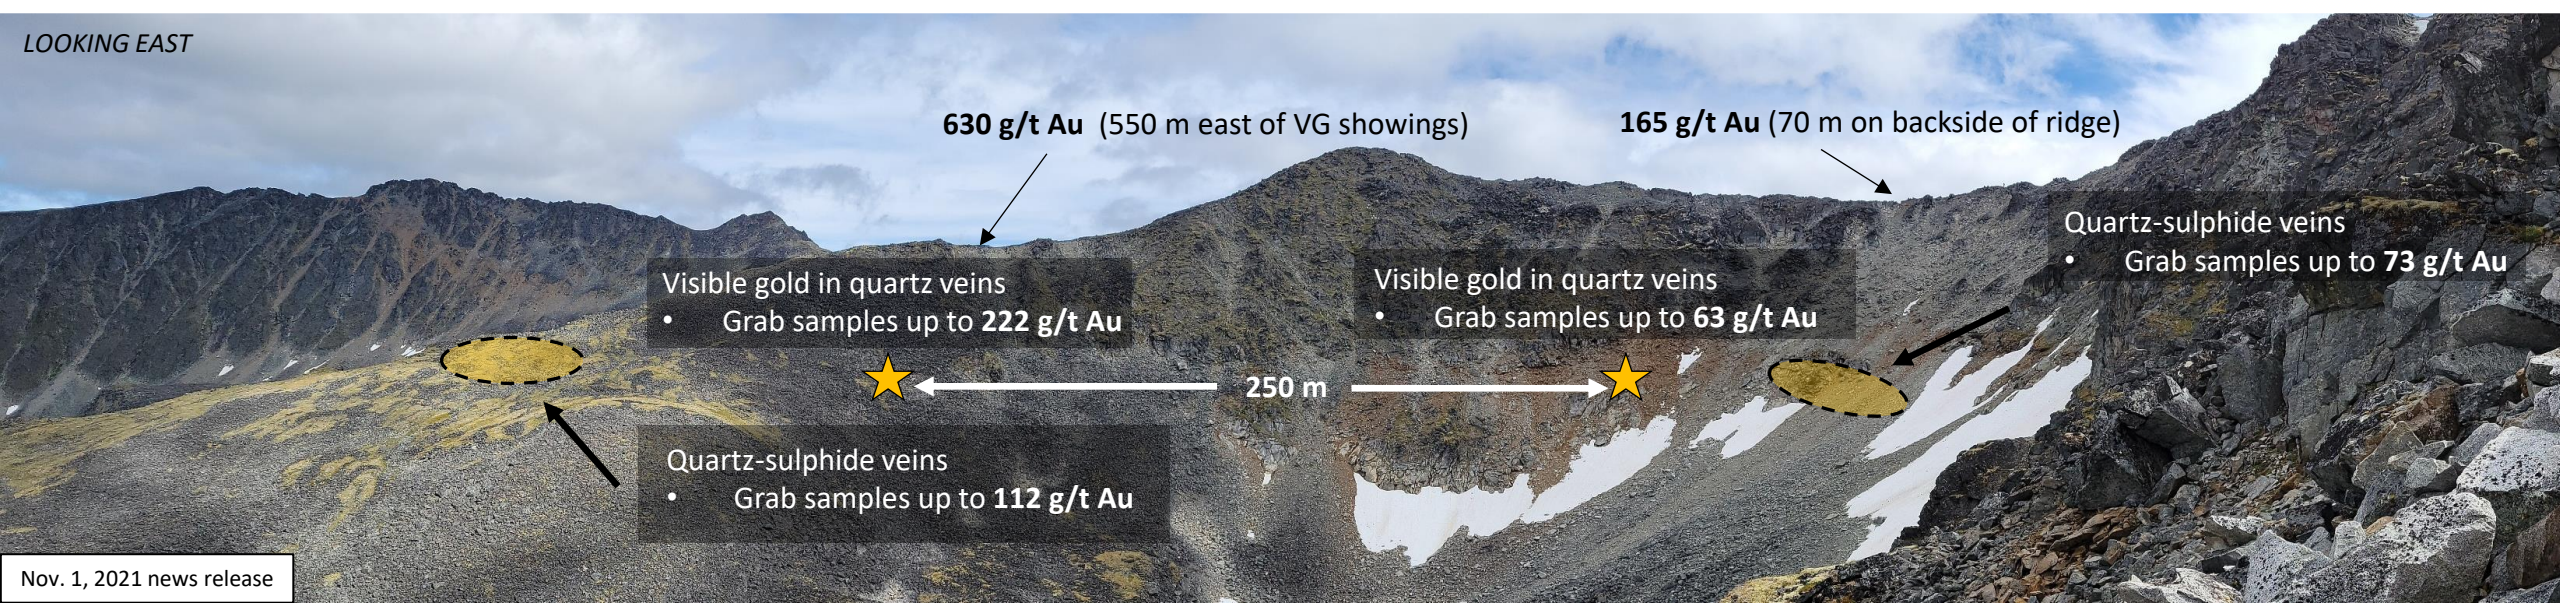 LOOKING EAST
630 g/t Au (550 m east of VG showings)
165 g/t Au (70 m on backside of ridge)
Quartz-sulphide veins
• Grab samples up to 73 g/t Au
Visible gold in quartz veins
• Grab samples up to 222 g/t Au
Visible gold in quartz veins
• Grab samples up to 63 g/t Au
250 m
Quartz-sulphide veins
• Grab samples up to 112 g/t Au
Nov. 1, 2021 news release